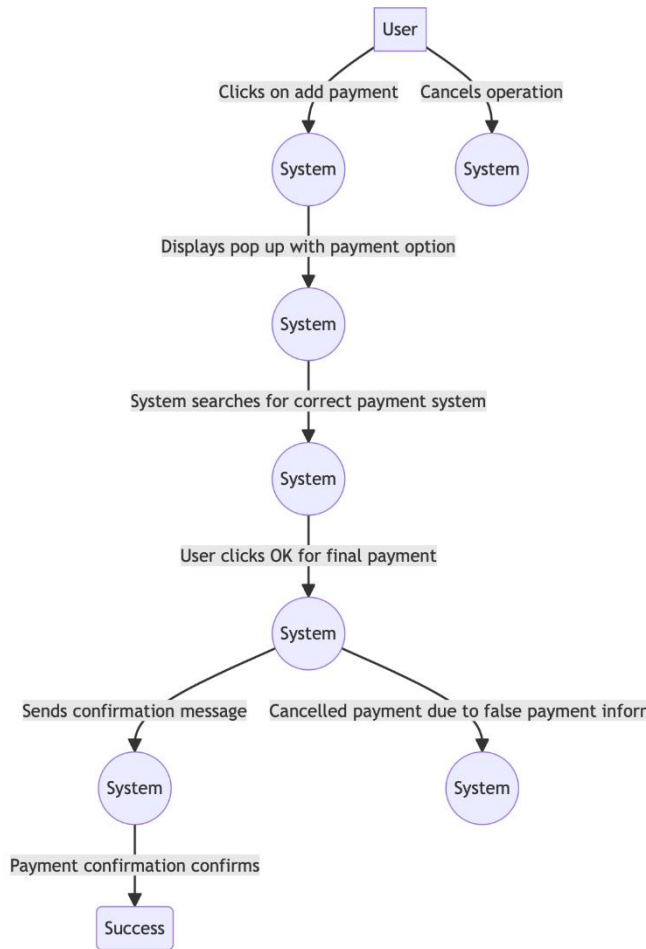 User
Clicks on add payment
Cancels operation
System
System
Displays pop up with payment option
System
System searches for correct payment system
System
User clicks OK for final payment
System
Sends confirmation message
Cancelled payment due to false payment
System
System
Payment confirmation confirms
Success